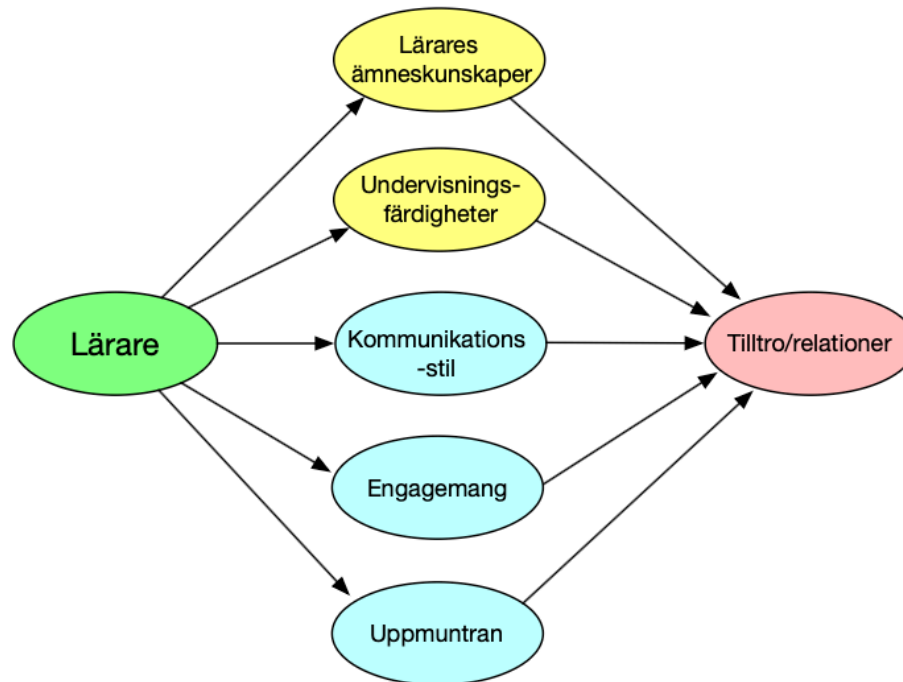 Lärares
ämneskunskaper
Undervisnings-
färdigheter
Lärare
Kommunikations
-stil
Tilltro/relationer
Engagemang
Uppmuntran